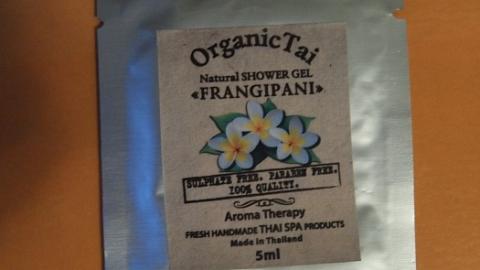 OrganicTai
Natural SHOWER GEL
«FRANGIPANI»
SULPHATE FREE. PARABEN FREE.
100% QUALITY.
Aroma Therapy
FRESH HANDMADE THAI SPA PRODUCTS
Made in Thailand
5ml